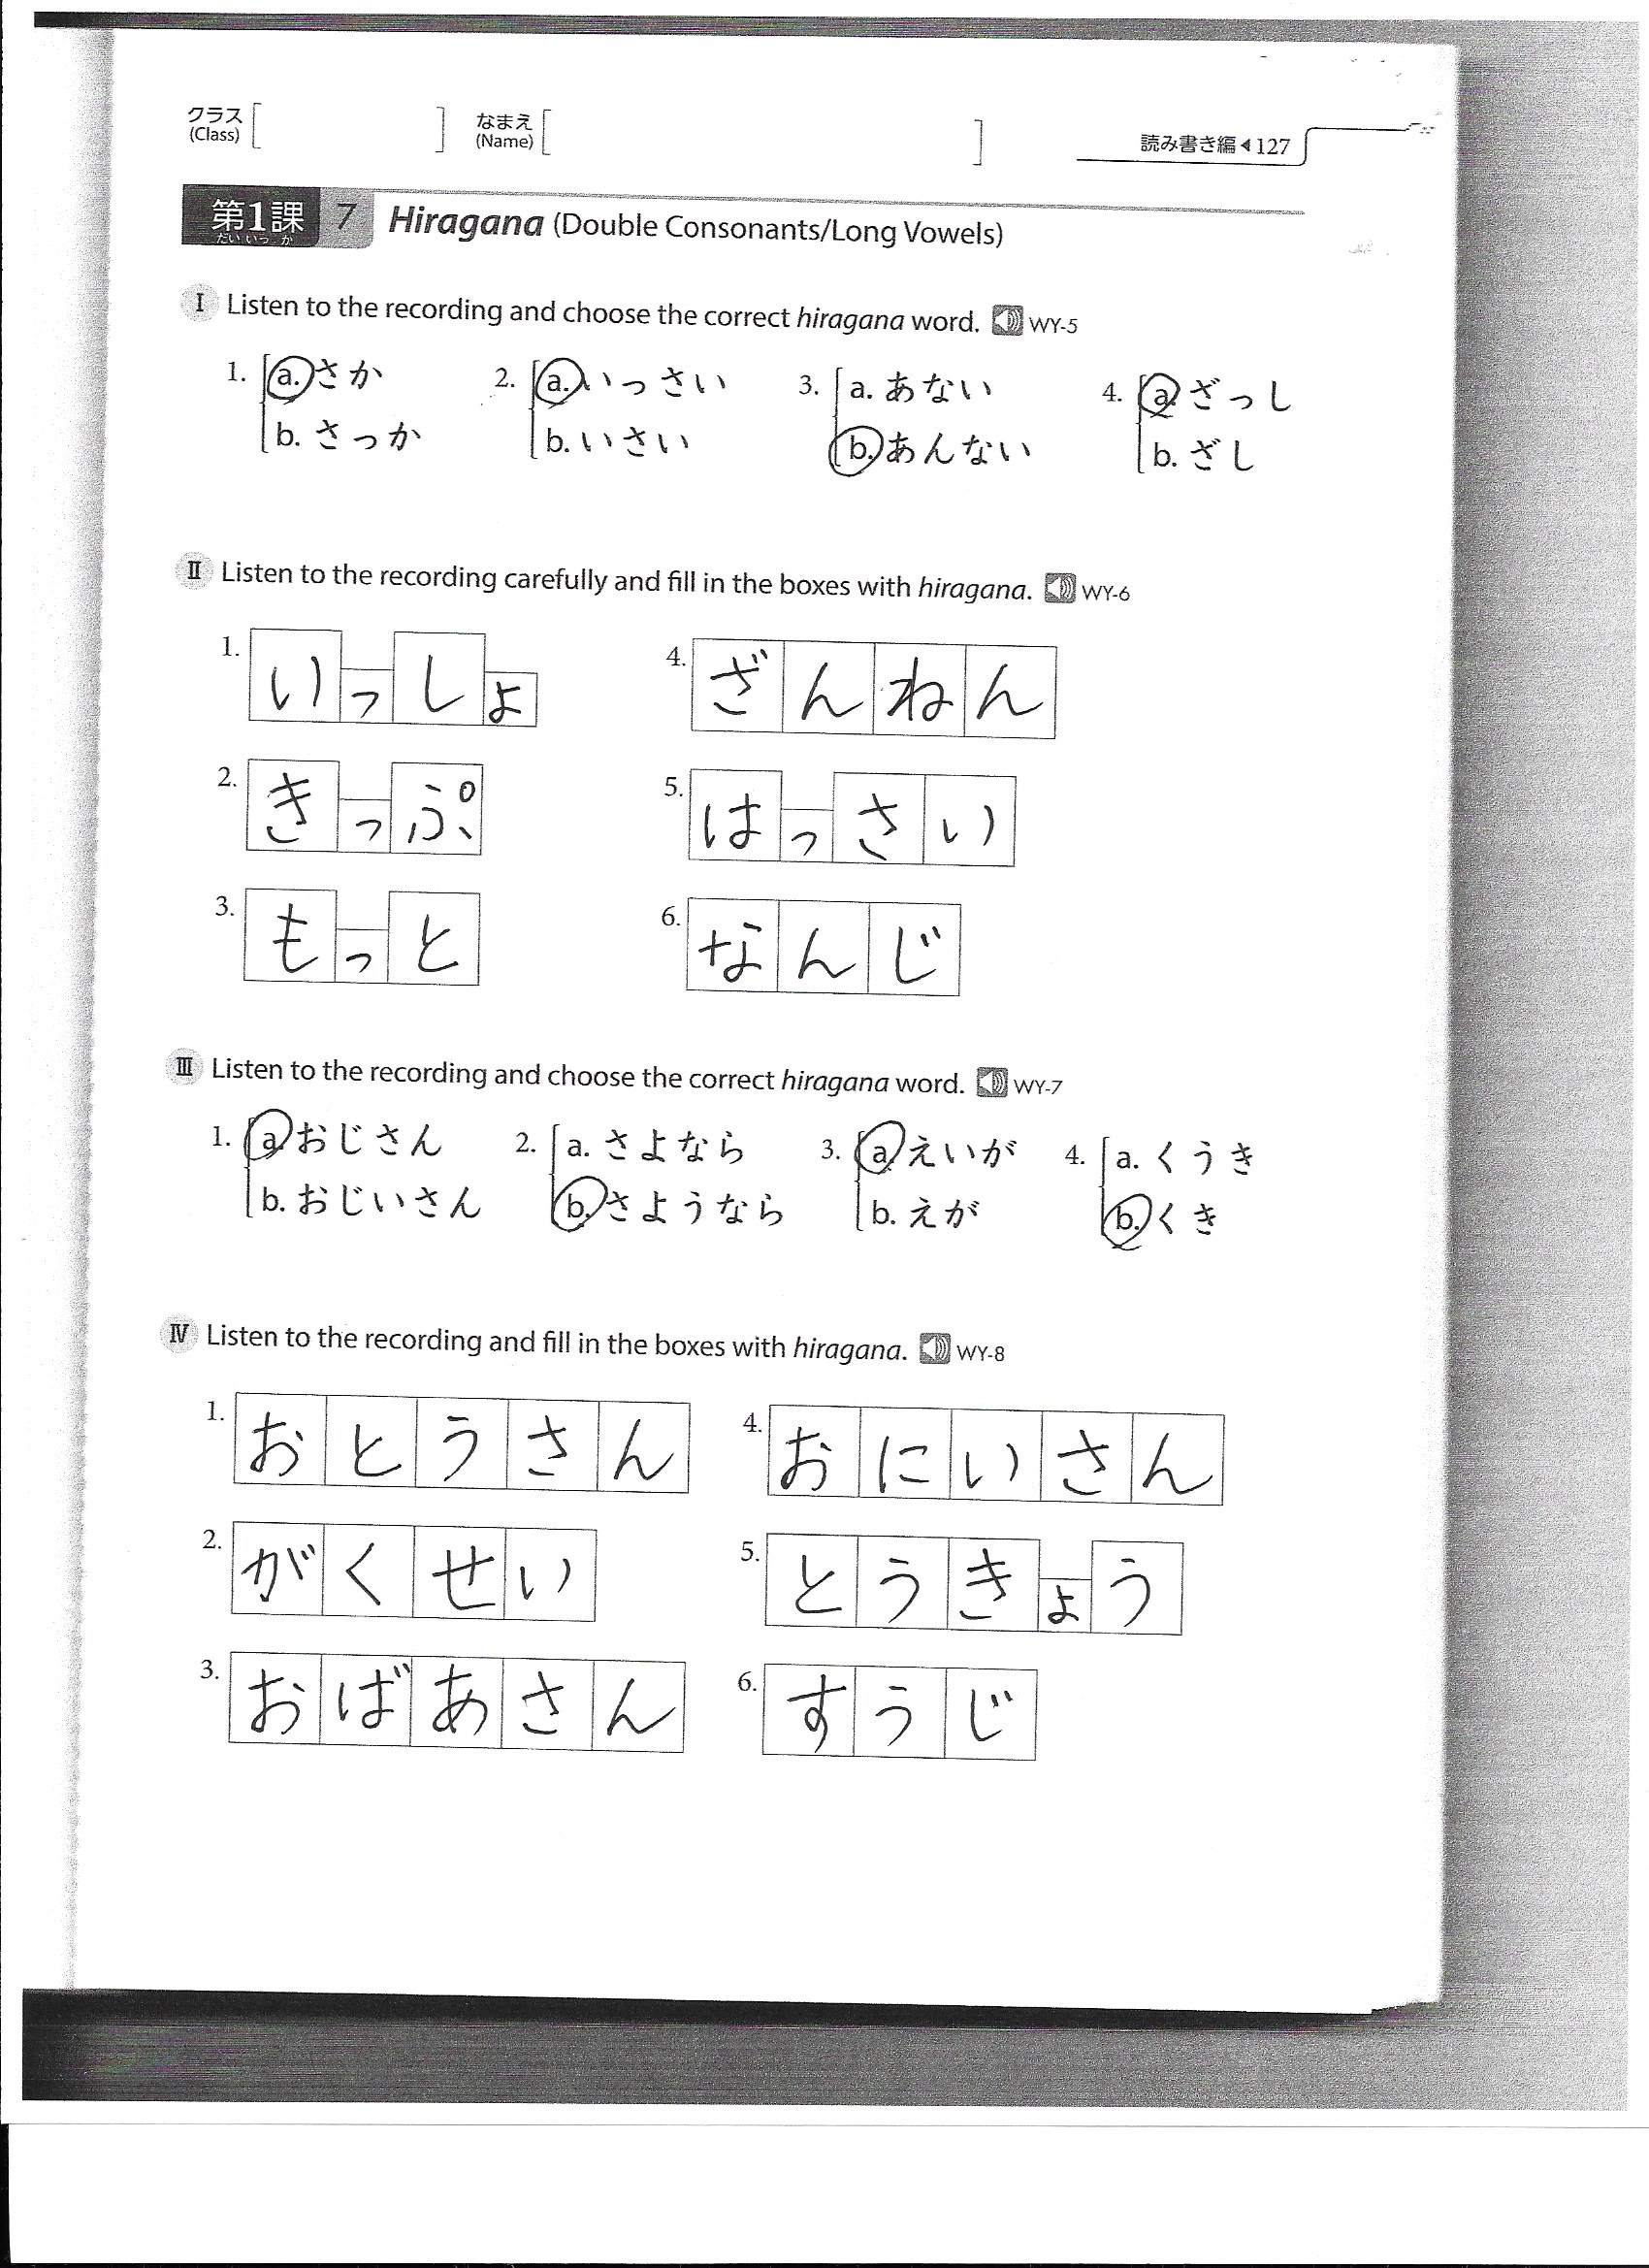 クラス
(Class)
なまえ
(Name)
読み書き編 ◀ 127
第1課 7 Hiragana (Double Consonants/Long Vowels)
だい いっ か
I Listen to the recording and choose the correct hiragana word. WY-5
1. a. さか 2. a. いっさい 3. a. あない 4. a. ざっし
b. さっか b. いさい b. あんない b. ざし
II Listen to the recording carefully and fill in the boxes with hiragana. WY-6
1. いっしょ 4. ざんねん
2. きっぷ 5. はっさい
3. もっと 6. なんじ
III Listen to the recording and choose the correct hiragana word. WY-7
1. a. おじさん 2. a. さよなら 3. a. えいが 4. a. くうき
b. おじいさん b. さようなら b. えが b. くき
IV Listen to the recording and fill in the boxes with hiragana. WY-8
1. おとうさん 4. おにいさん
2. がくせい 5. とうきょう
3. おばあさん 6. すうじ